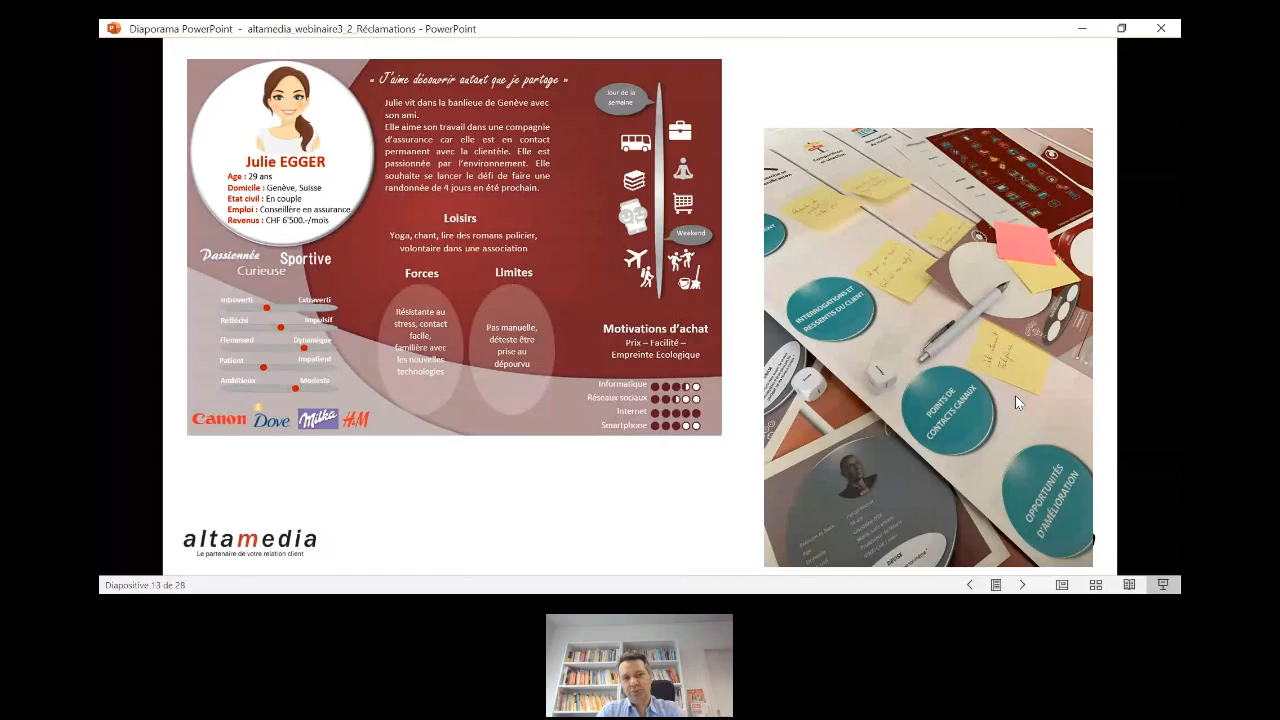 Diaporama PowerPoint - altamedia_webinaire3_2_Réclamations - PowerPoint
« J'aime découvrir autant que je partage »
Julie vit dans la banlieue de Genève avec
son ami.
Elle aime son travail dans une compagnie
d'assurance car elle est en contact
permanent avec la clientèle. Elle est
passionnée par l'environnement. Elle
souhaite se lancer le défi de faire une
randonnée de 4 jours en été prochain.
Julie EGGER
Age : 29 ans
Domicile : Genève, Suisse
Etat civil : En couple
Emploi : Conseillère en assurance
Revenus : CHF 6'500.-/mois
Passionnée
Sportive
Curieuse
Introverti Extraverti
Réfléchi Impulsif
Flemmard Dynamique
Patient Impatient
Ambitieux Modeste
Canon Dove Milka H&M
Loisirs
Yoga, chant, lire des romans policier,
volontaire dans une association
Forces
Résistante au
stress, contact
facile,
familière avec
les nouvelles
technologies
Limites
Pas manuelle,
déteste être
prise au
dépourvu
Jour de la
semaine
Weekend
Motivations d'achat
Prix – Facilité –
Empreinte Ecologique
Informatique
Réseaux sociaux
Internet
Smartphone
INTERROGATIONS ET
RESSENTIS DU CLIENT
POINTS DE
CONTACTS CANAUX
OPPORTUNITÉS
D'AMÉLIORATION
DEVISE
altamedia
Le partenaire de votre relation client
Diapositive 13 de 28